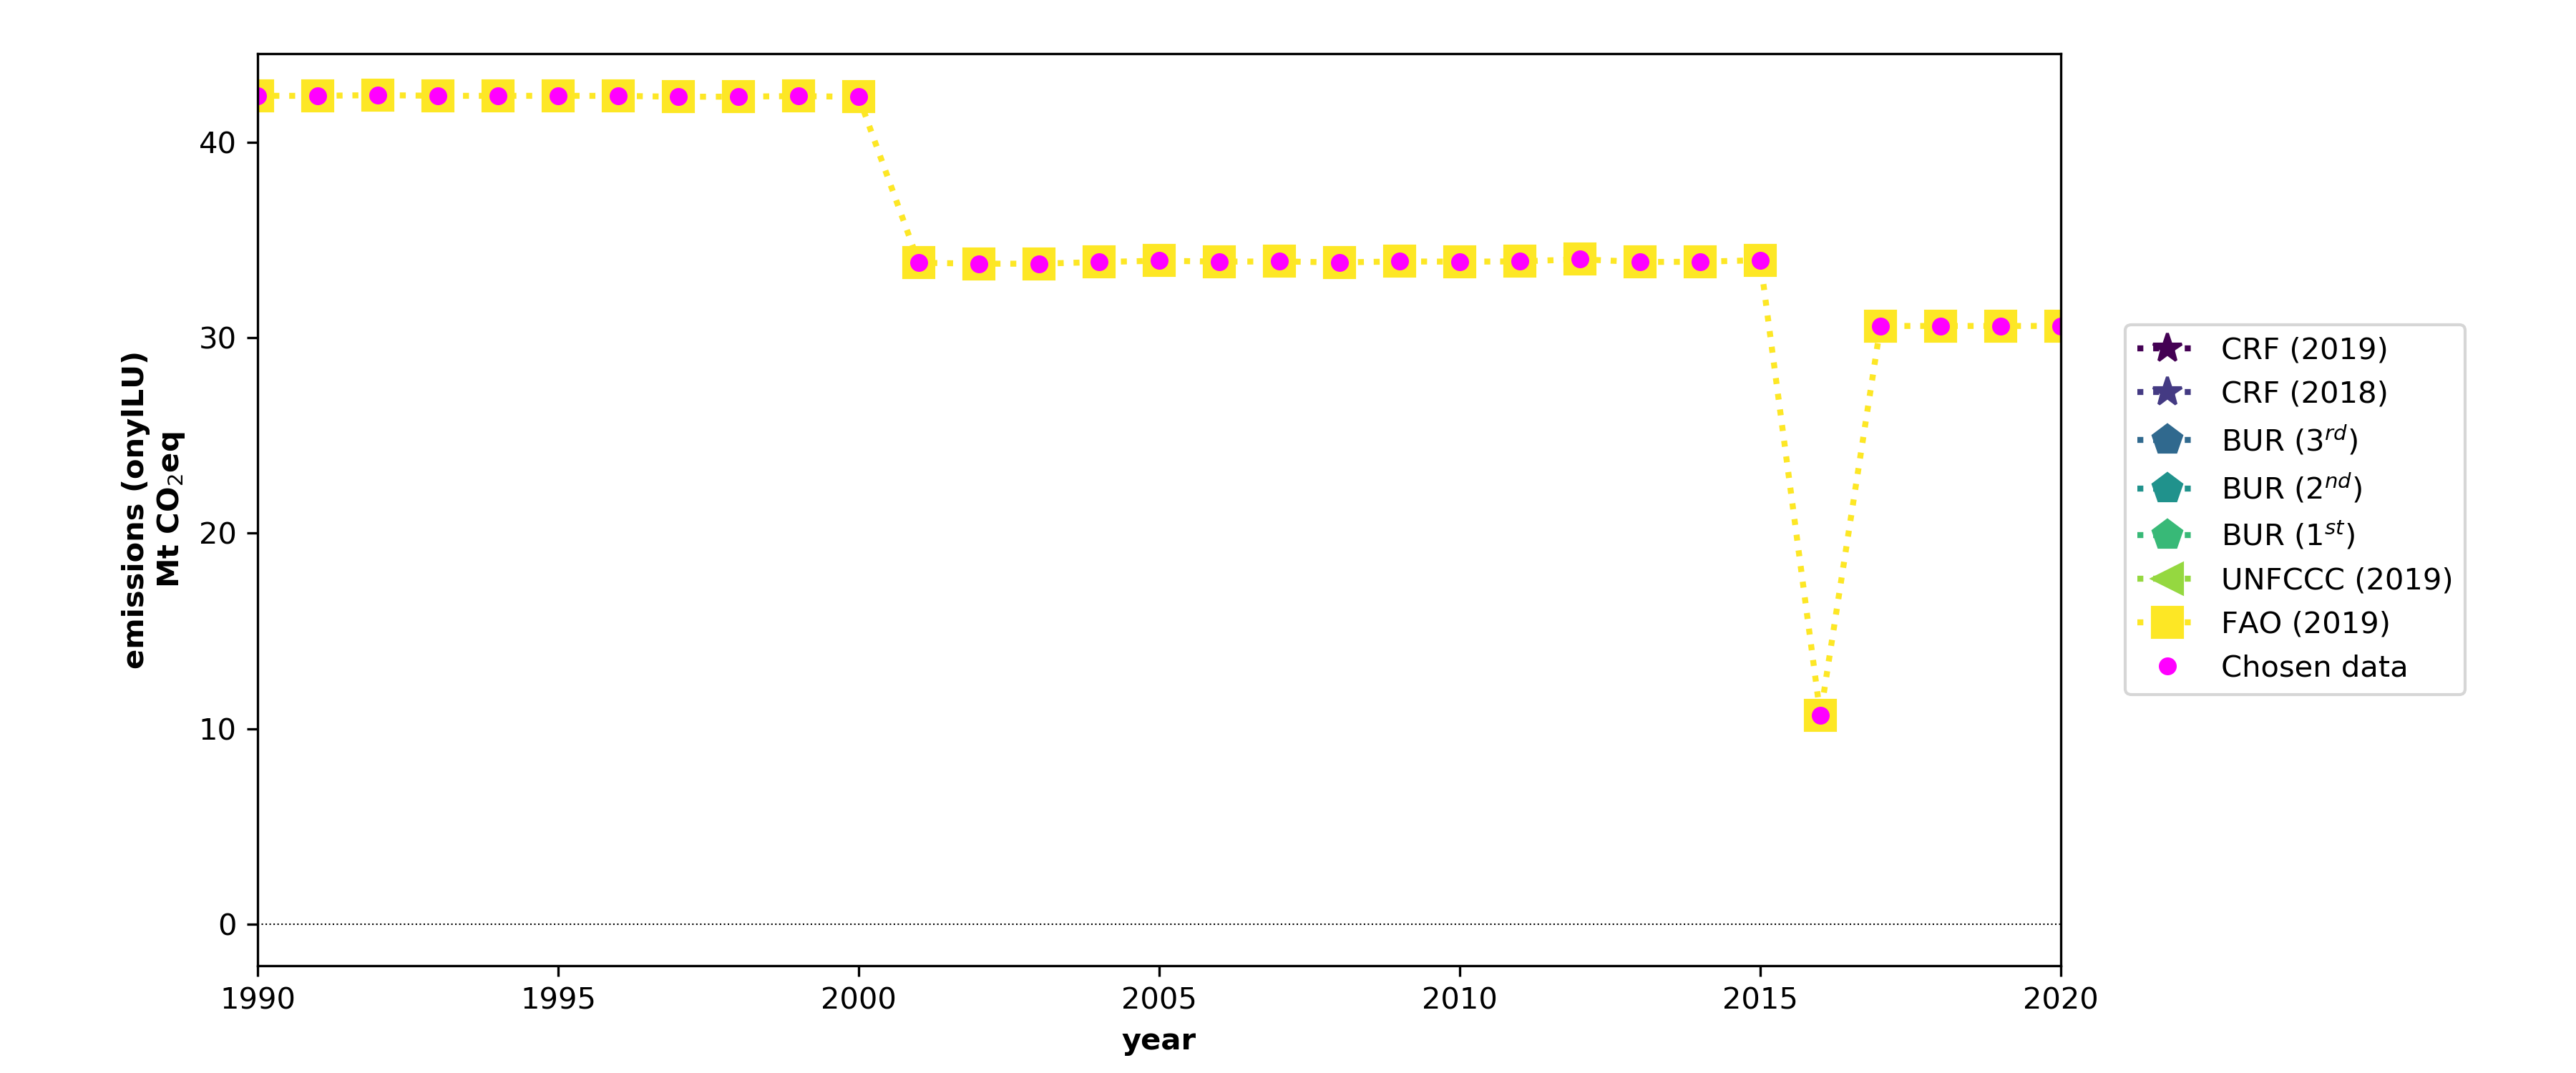 emissions (onylLU)
Mt CO₂eq
40
30
20
10
0
1990 1995 2000 2005 2010 2015 2020
year
CRF (2019)
CRF (2018)
BUR (3ʳᵈ)
BUR (2ⁿᵈ)
BUR (1ˢᵗ)
UNFCCC (2019)
FAO (2019)
Chosen data